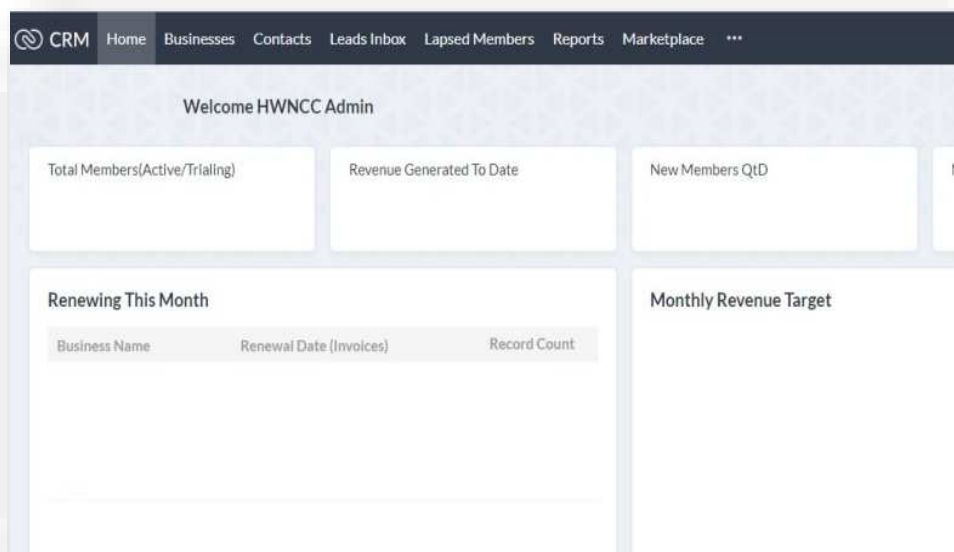 CRM Home Businesses Contacts Leads Inbox Lapsed Members Reports Marketplace ...
Welcome HWNCC Admin
Total Members(Active/Trialing) Revenue Generated To Date New Members QtD
Renewing This Month Monthly Revenue Target
Business Name Renewal Date (Invoices) Record Count